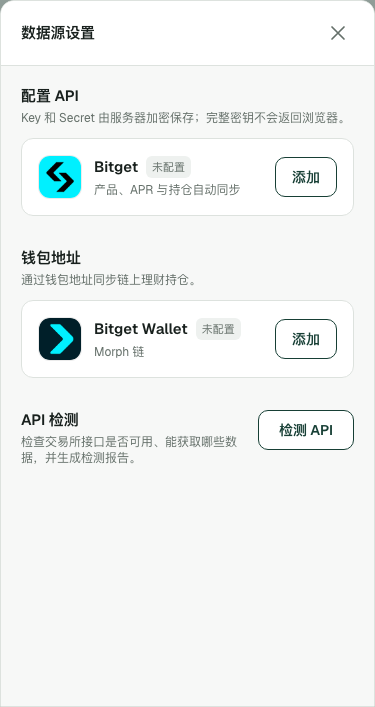 数据源设置
配置 API
Key 和 Secret 由服务器加密保存；完整密钥不会返回浏览器。
Bitget 未配置
产品、APR 与持仓自动同步
添加
钱包地址
通过钱包地址同步链上理财持仓。
Bitget Wallet 未配置
Morph 链
添加
API 检测
检查交易所接口是否可用、能获取哪些数
据，并生成检测报告。
检测 API